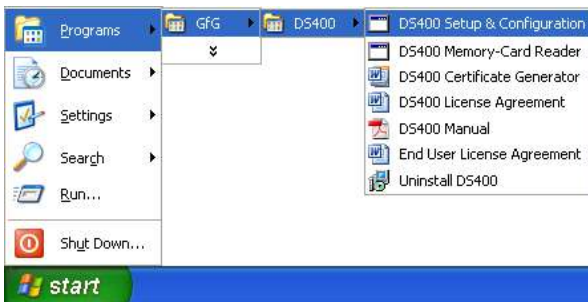 Programs
Documents
Settings
Search
Run...
Shut Down...
start
GfG
DS400
DS400 Setup & Configuration
DS400 Memory-Card Reader
DS400 Certificate Generator
DS400 License Agreement
DS400 Manual
End User License Agreement
Uninstall DS400